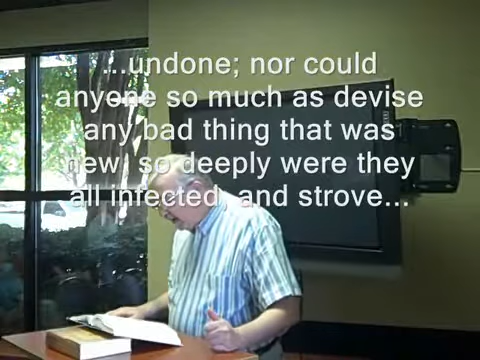 ...undone; nor could
anyone so much as devise
any bad thing that was
new, so deeply were they
all infected, and strove...